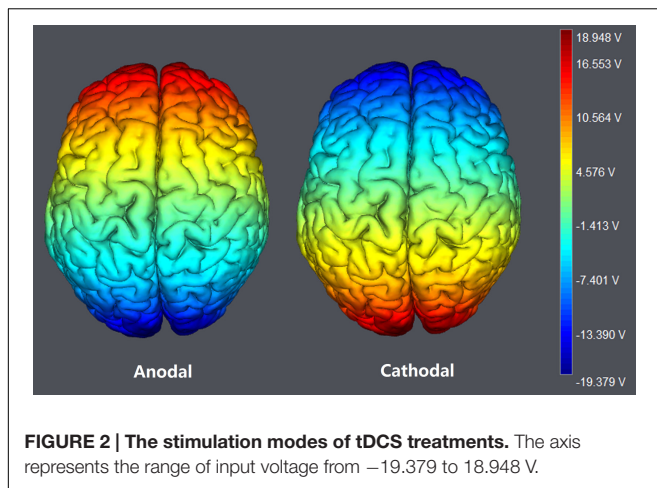 18.948 V
16.553 V
10.564 V
4.576 V
-1.413 V
-7.401 V
-13.390 V
-19.379 V
Anodal
Cathodal
FIGURE 2 | The stimulation modes of tDCS treatments. The axis
represents the range of input voltage from −19.379 to 18.948 V.